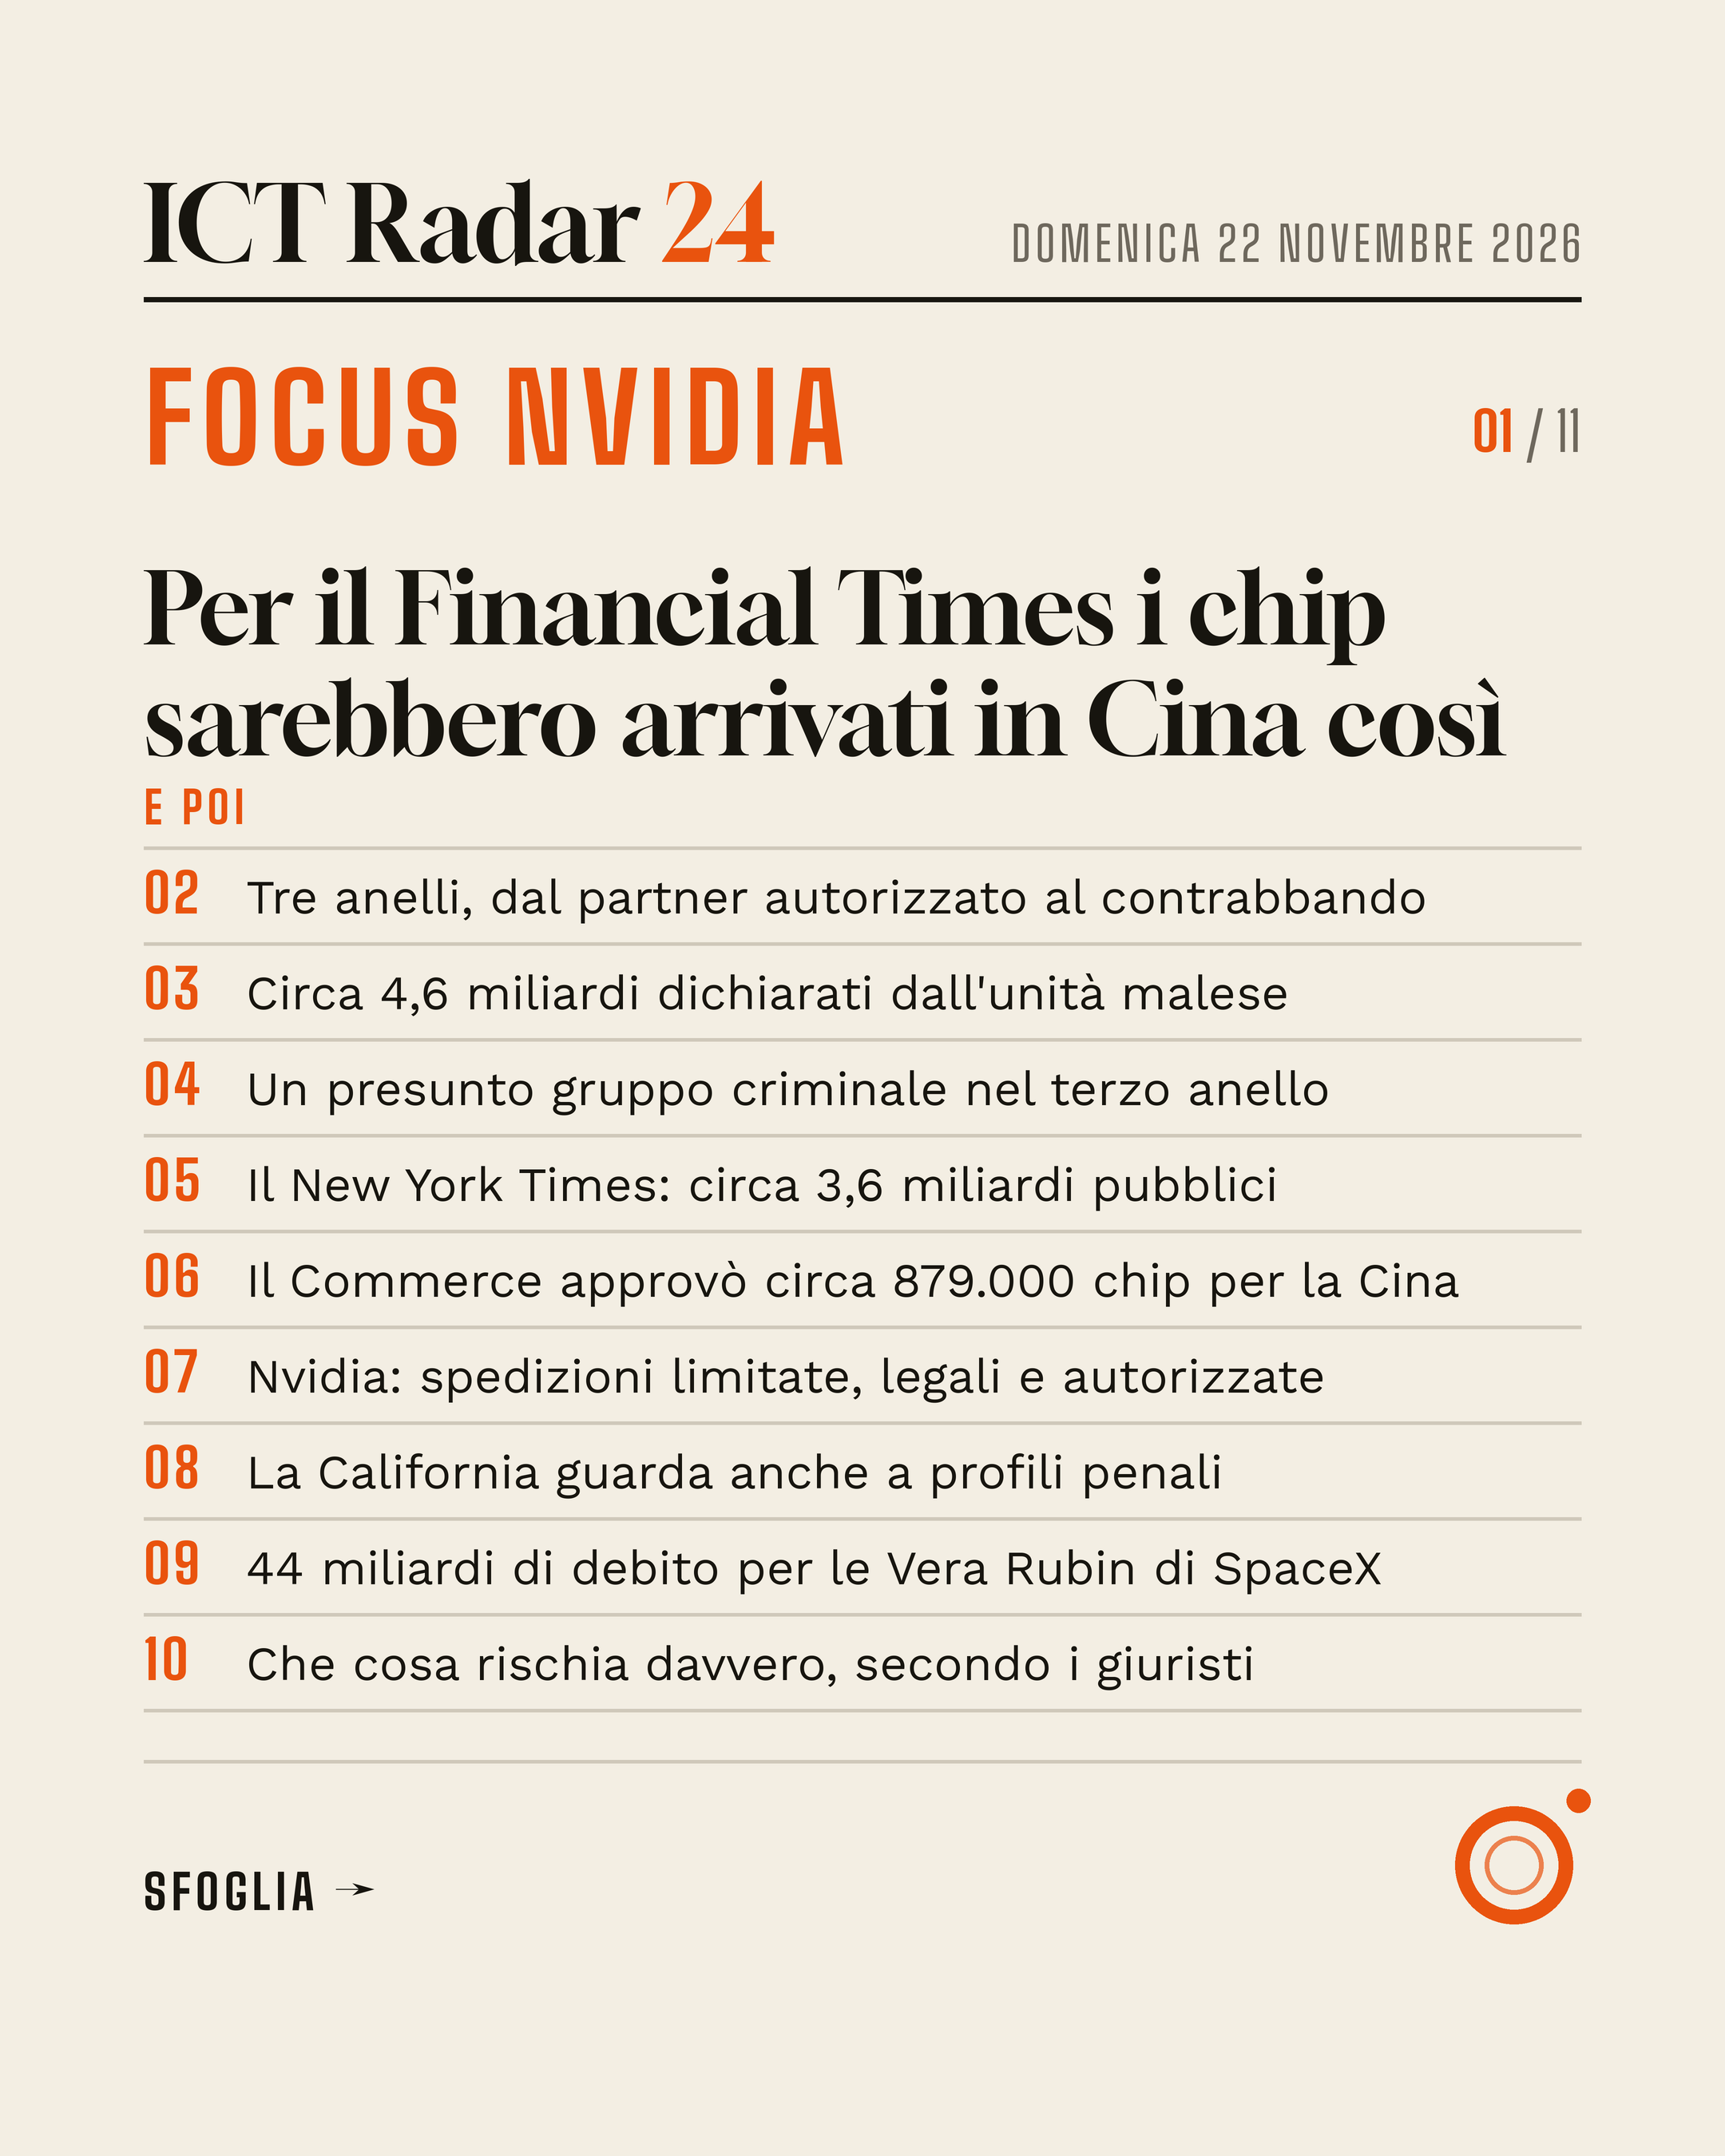 ICT Radar 24
DOMENICA 22 NOVEMBRE 2026
FOCUS NVIDIA
01 / 11
Per il Financial Times i chip
sarebbero arrivati in Cina così
E POI
02 Tre anelli, dal partner autorizzato al contrabbando
03 Circa 4,6 miliardi dichiarati dall'unità malese
04 Un presunto gruppo criminale nel terzo anello
05 Il New York Times: circa 3,6 miliardi pubblici
06 Il Commerce approvò circa 879.000 chip per la Cina
07 Nvidia: spedizioni limitate, legali e autorizzate
08 La California guarda anche a profili penali
09 44 miliardi di debito per le Vera Rubin di SpaceX
10 Che cosa rischia davvero, secondo i giuristi
SFOGLIA →